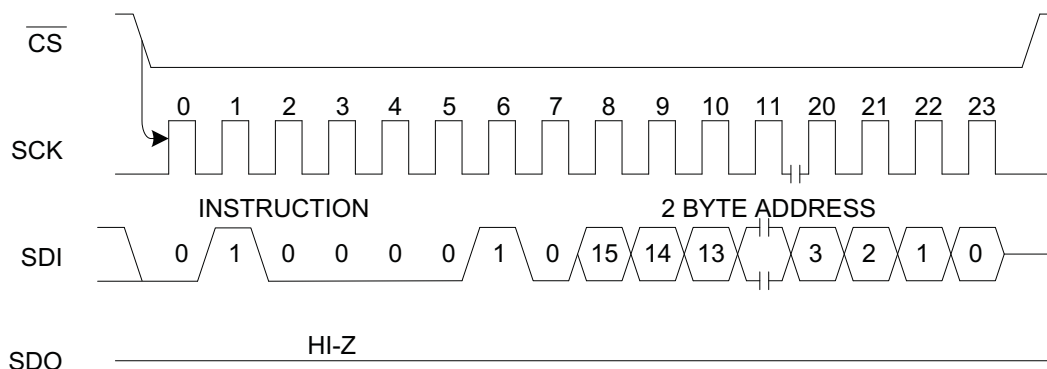 CS
0 1 2 3 4 5 6 7 8 9 10 11 20 21 22 23
SCK
INSTRUCTION 2 BYTE ADDRESS
SDI 0 1 0 0 0 0 1 0 15 14 13 3 2 1 0
HI-Z
SDO